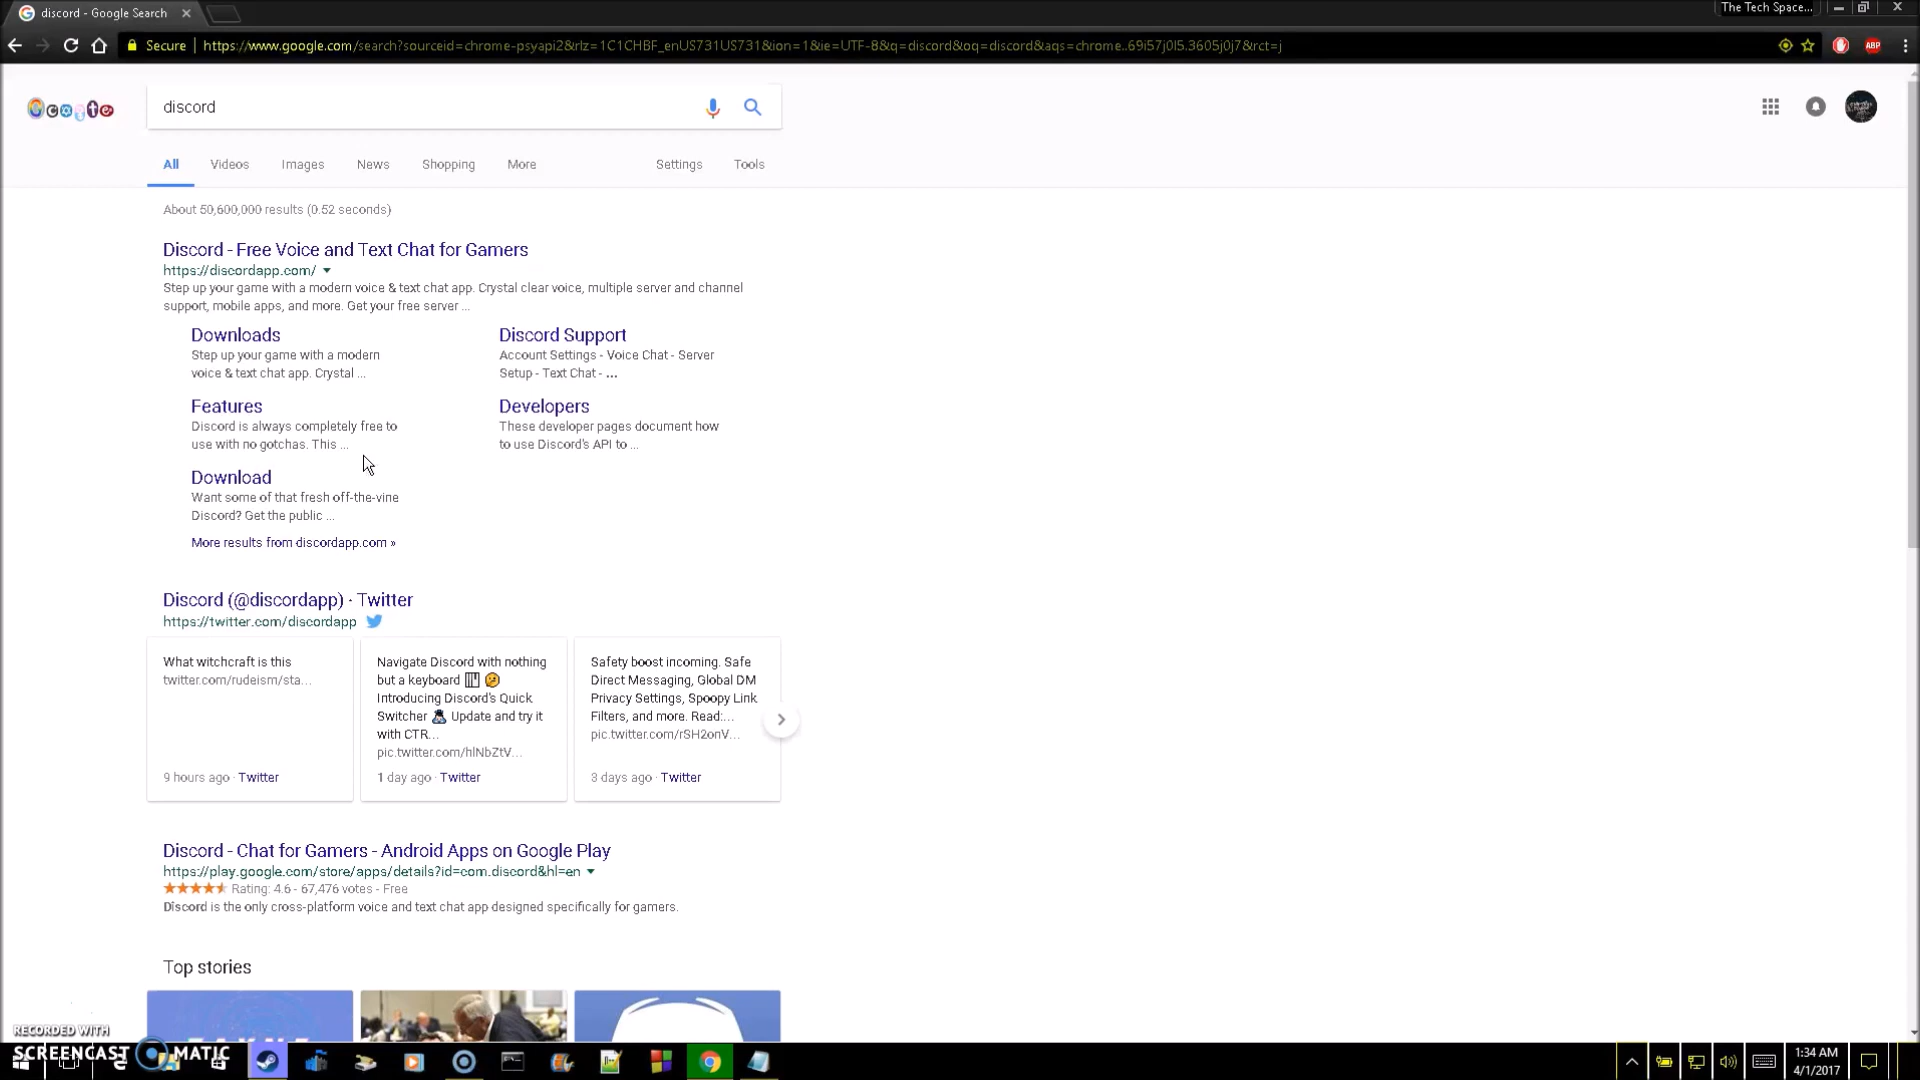 discord - Google Search
The Tech Space...
Secure https://www.google.com/search?sourceid=chrome-psyapi2&rlz=1C1CHBF_enUS731US731&ion=1&ie=UTF-8&q=discord&oq=discord&aqs=chrome..69i57j0l5.3605j0j7&rct=j
ABP
discord
All Videos Images News Shopping More Settings Tools
About 50,600,000 results (0.52 seconds)
Discord - Free Voice and Text Chat for Gamers
https://discordapp.com/
Step up your game with a modern voice & text chat app. Crystal clear voice, multiple server and channel
support, mobile apps, and more. Get your free server ...
Downloads
Step up your game with a modern
voice & text chat app. Crystal ...
Discord Support
Account Settings - Voice Chat - Server
Setup - Text Chat - ...
Features
Discord is always completely free to
use with no gotchas. This ...
Developers
These developer pages document how
to use Discord's API to ...
Download
Want some of that fresh off-the-vine
Discord? Get the public ...
More results from discordapp.com »
Discord (@discordapp) · Twitter
https://twitter.com/discordapp
What witchcraft is this
twitter.com/rudeism/sta...
9 hours ago · Twitter
Navigate Discord with nothing
but a keyboard
Introducing Discord's Quick
Switcher Update and try it
with CTR...
pic.twitter.com/hlNbZtV...
1 day ago · Twitter
Safety boost incoming. Safe
Direct Messaging, Global DM
Privacy Settings, Spoopy Link
Filters, and more. Read:...
pic.twitter.com/rSH2onV...
3 days ago · Twitter
Discord - Chat for Gamers - Android Apps on Google Play
https://play.google.com/store/apps/details?id=com.discord&hl=en
Rating: 4.6 - 67,476 votes - Free
Discord is the only cross-platform voice and text chat app designed specifically for gamers.
Top stories
RECORDED WITH
SCREENCAST MATIC
1:34 AM
4/1/2017